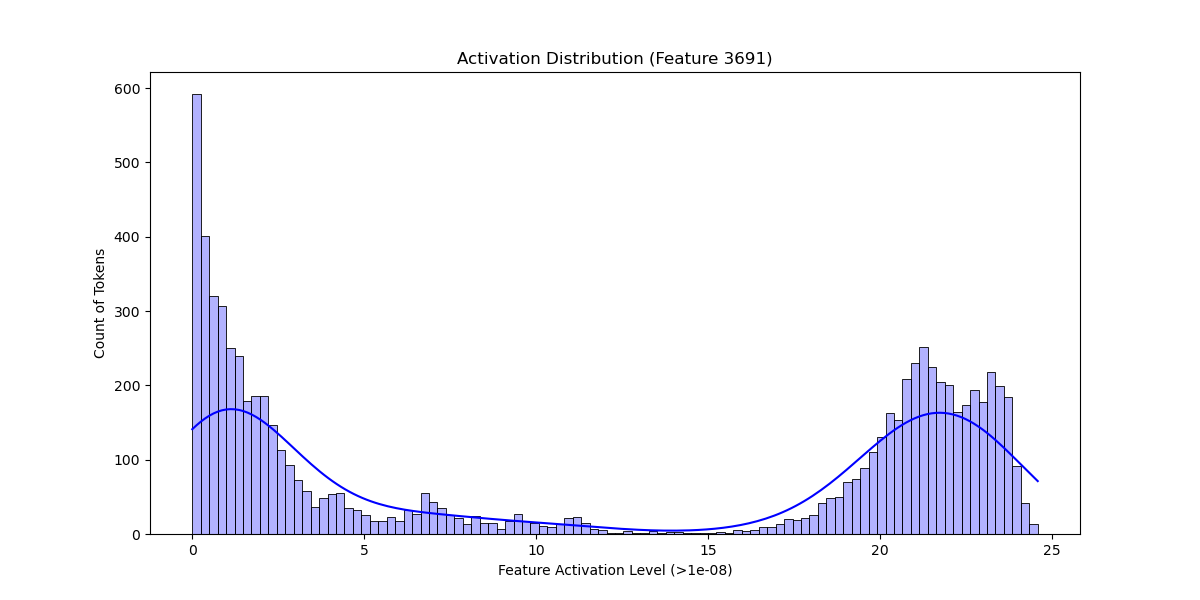 Activation Distribution (Feature 3691)
600
500
400
300
200
100
0
Count of Tokens
0 5 10 15 20 25
Feature Activation Level (>1e-08)